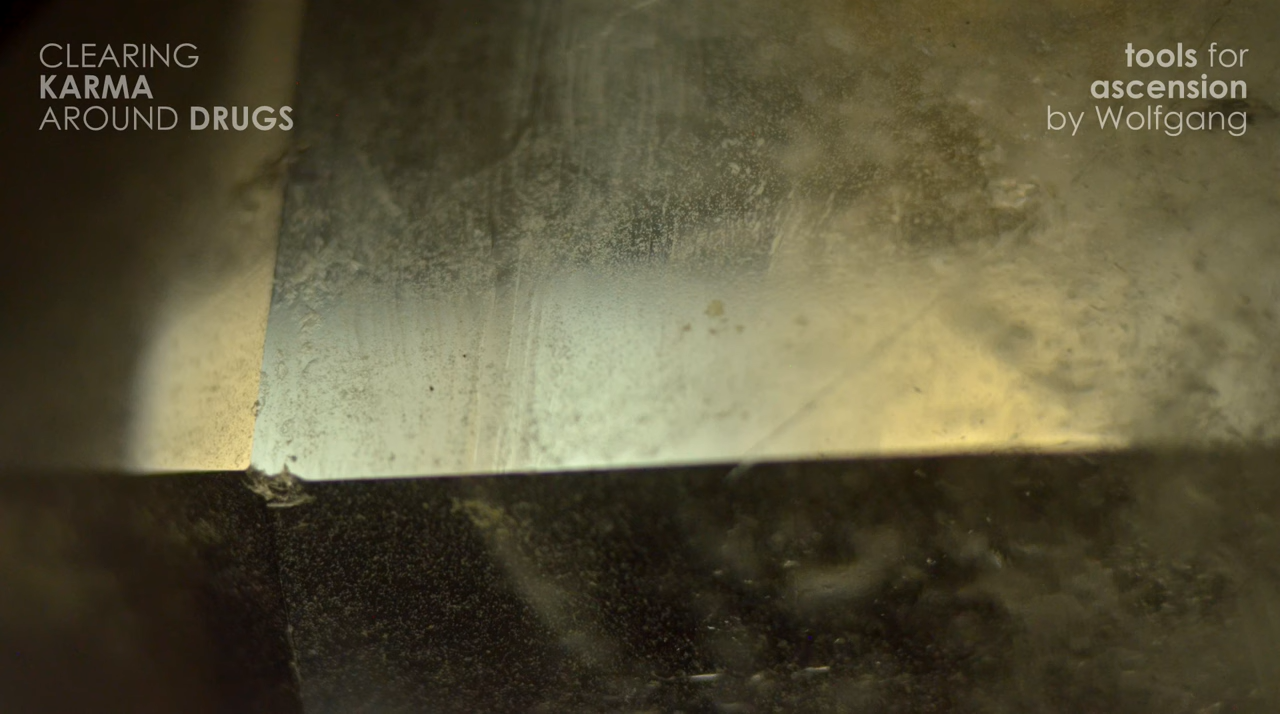 CLEARING
KARMA
AROUND DRUGS
tools for
ascension
by Wolfgang